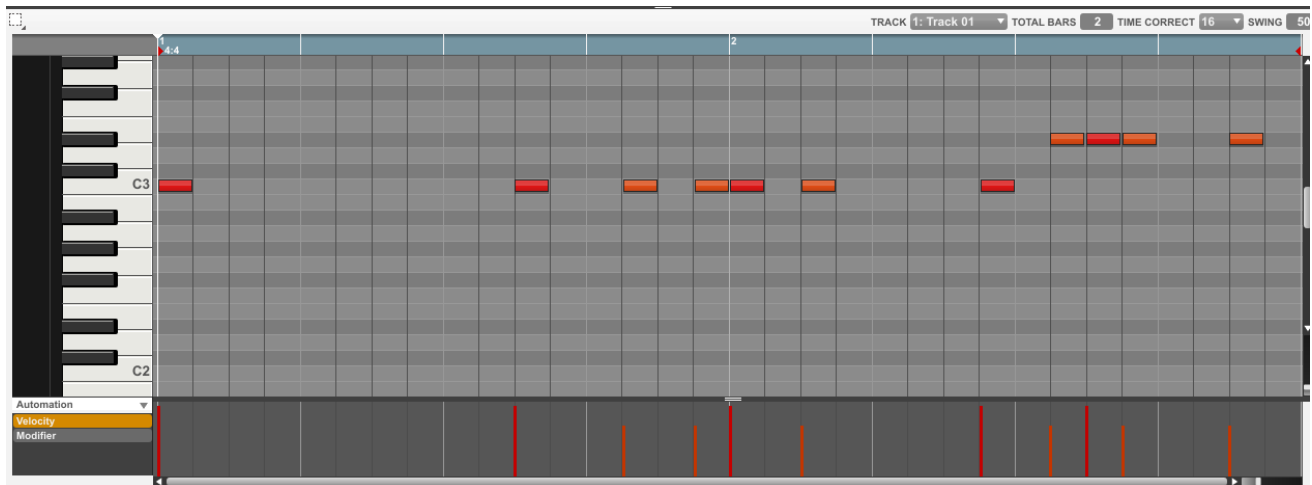 TRACK 1: Track 01 TOTAL BARS 2 TIME CORRECT 16 SWING 50
1 2
4:4
C3
C2
Automation
Velocity
Modifier